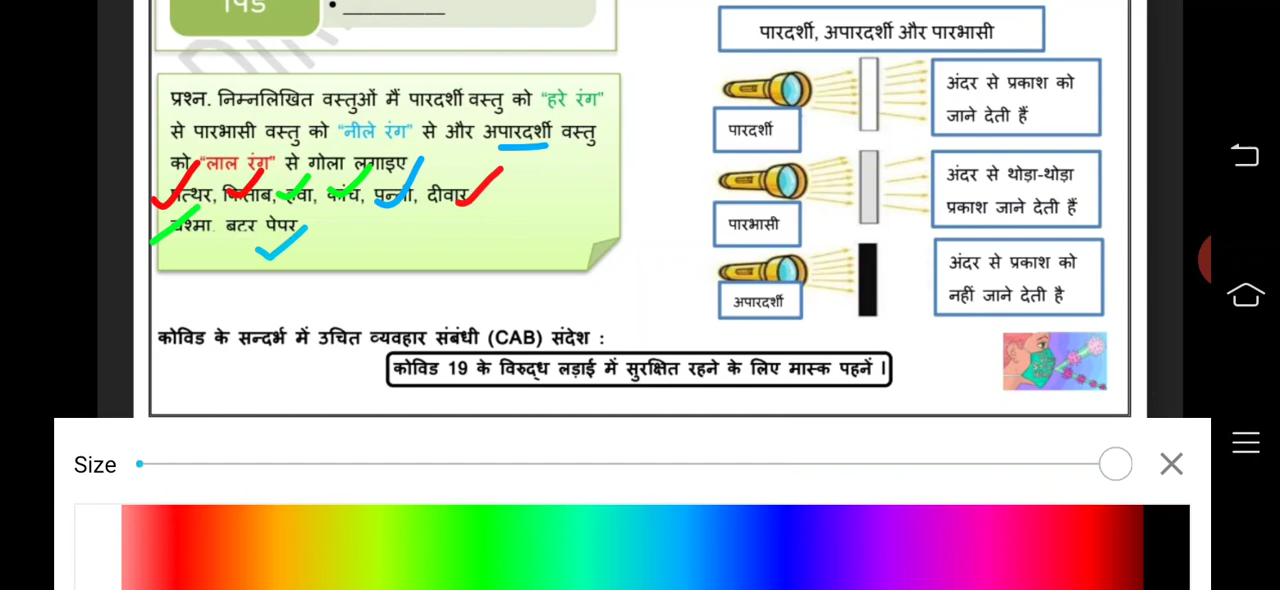 पारदर्शी, अपारदर्शी और पारभासी
प्रश्न. निम्नलिखित वस्तुओं मैं पारदर्शी वस्तु को "हरे रंग"
से पारभासी वस्तु को "नीले रंग" से और अपारदर्शी वस्तु
को "लाल रंग" से गोला लगाइए
पत्थर, किताब, हवा, कांच, पन्नी, दीवार,
चश्मा, बटर पेपर
पारदर्शी
अंदर से प्रकाश को
जाने देती हैं
पारभासी
अंदर से थोड़ा-थोड़ा
प्रकाश जाने देती हैं
अपारदर्शी
अंदर से प्रकाश को
नहीं जाने देती है
कोविड के सन्दर्भ में उचित व्यवहार संबंधी (CAB) संदेश :
कोविड 19 के विरुद्ध लड़ाई में सुरक्षित रहने के लिए मास्क पहनें ।
Size